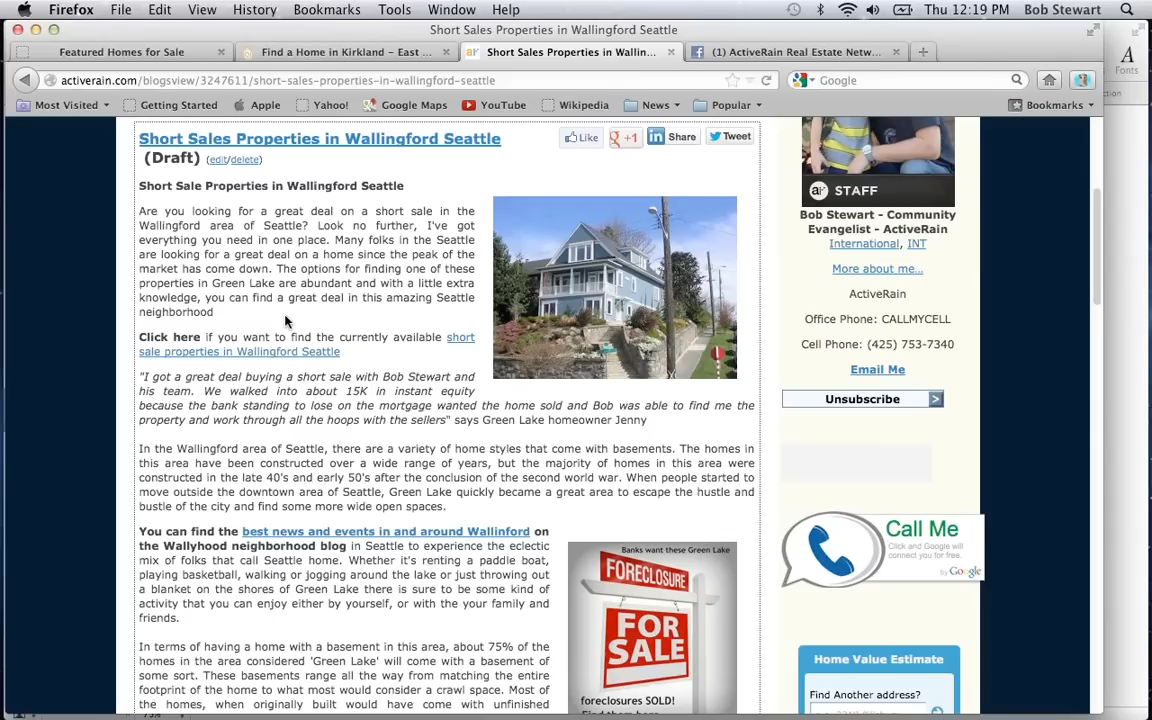 Firefox File Edit View History Bookmarks Tools Window Help Thu 12:19 PM Bob Stewart
Short Sales Properties in Wallingford Seattle
Featured Homes for Sale × Find a Home in Kirkland – East ... × Short Sales Properties in Wallin... × (1) ActiveRain Real Estate Netw... × +
activerain.com/blogsview/3247611/short-sales-properties-in-wallingford-seattle Google
Most Visited Getting Started Apple Yahoo! Google Maps YouTube Wikipedia News Popular Bookmarks
A
Fonts
Short Sales Properties in Wallingford Seattle
(Draft) (edit/delete)
Like +1 Share Tweet
Short Sale Properties in Wallingford Seattle
Are you looking for a great deal on a short sale in the
Wallingford area of Seattle? Look no further, I've got
everything you need in one place. Many folks in the Seattle
are looking for a great deal on a home since the peak of the
market has come down. The options for finding one of these
properties in Green Lake are abundant and with a little extra
knowledge, you can find a great deal in this amazing Seattle
neighborhood
Click here if you want to find the currently available short
sale properties in Wallingford Seattle
"I got a great deal buying a short sale with Bob Stewart and
his team. We walked into about 15K in instant equity
because the bank standing to lose on the mortgage wanted the home sold and Bob was able to find me the
property and work through all the hoops with the sellers" says Green Lake homeowner Jenny
In the Wallingford area of Seattle, there are a variety of home styles that come with basements. The homes in
this area have been constructed over a wide range of years, but the majority of homes in this area were
constructed in the late 40's and early 50's after the conclusion of the second world war. When people started to
move outside the downtown area of Seattle, Green Lake quickly became a great area to escape the hustle and
bustle of the city and find some more wide open spaces.
You can find the best news and events in and around Wallinford on
the Wallyhood neighborhood blog in Seattle to experience the eclectic
mix of folks that call Seattle home. Whether it's renting a paddle boat,
playing basketball, walking or jogging around the lake or just throwing out
a blanket on the shores of Green Lake there is sure to be some kind of
activity that you can enjoy either by yourself, or with the your family and
friends.
In terms of having a home with a basement in this area, about 75% of the
homes in the area considered 'Green Lake' will come with a basement of
some sort. These basements range all the way from matching the entire
footprint of the home to what most would consider a crawl space. Most of
the homes, when originally built would have come with unfinished
Banks want these Green Lake
FORECLOSURE
FOR
SALE
foreclosures SOLD!
ar STAFF
Bob Stewart - Community
Evangelist - ActiveRain
International, INT
More about me...
ActiveRain
Office Phone: CALLMYCELL
Cell Phone: (425) 753-7340
Email Me
Unsubscribe >
Call Me
Click and Google will
connect you for free.
by Google
Home Value Estimate
Find Another address?